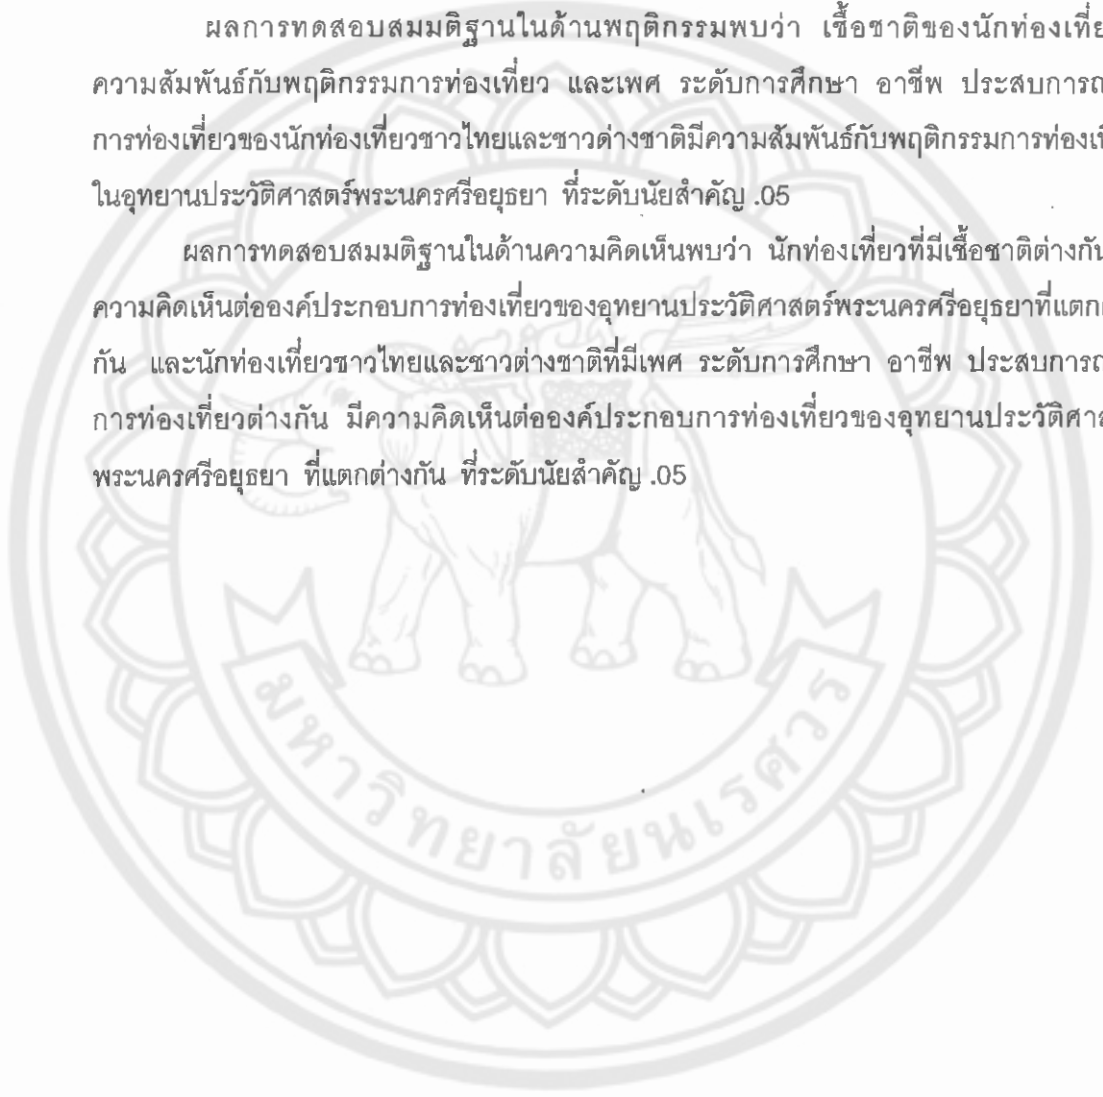 ผลการทดสอบสมมติฐานในด้านพฤติกรรมพบว่า เชื้อชาติของนักท่องเที่ย
ความสัมพันธ์กับพฤติกรรมการท่องเที่ยว และเพศ ระดับการศึกษา อาชีพ ประสบการณ
การท่องเที่ยวของนักท่องเที่ยวชาวไทยและชาวต่างชาติมีความสัมพันธ์กับพฤติกรรมการท่องเที
ในอุทยานประวัติศาสตร์พระนครศรีอยุธยา ที่ระดับนัยสำคัญ .05
ผลการทดสอบสมมติฐานในด้านความคิดเห็นพบว่า นักท่องเที่ยวที่มีเชื้อชาติต่างกัน
ความคิดเห็นต่อองค์ประกอบการท่องเที่ยวของอุทยานประวัติศาสตร์พระนครศรีอยุธยาที่แตกต
กัน และนักท่องเที่ยวชาวไทยและชาวต่างชาติที่มีเพศ ระดับการศึกษา อาชีพ ประสบการณ
การท่องเที่ยวต่างกัน มีความคิดเห็นต่อองค์ประกอบการท่องเที่ยวของอุทยานประวัติศาส
พระนครศรีอยุธยา ที่แตกต่างกัน ที่ระดับนัยสำคัญ .05
มหาวิทยาลัยนเรศวร